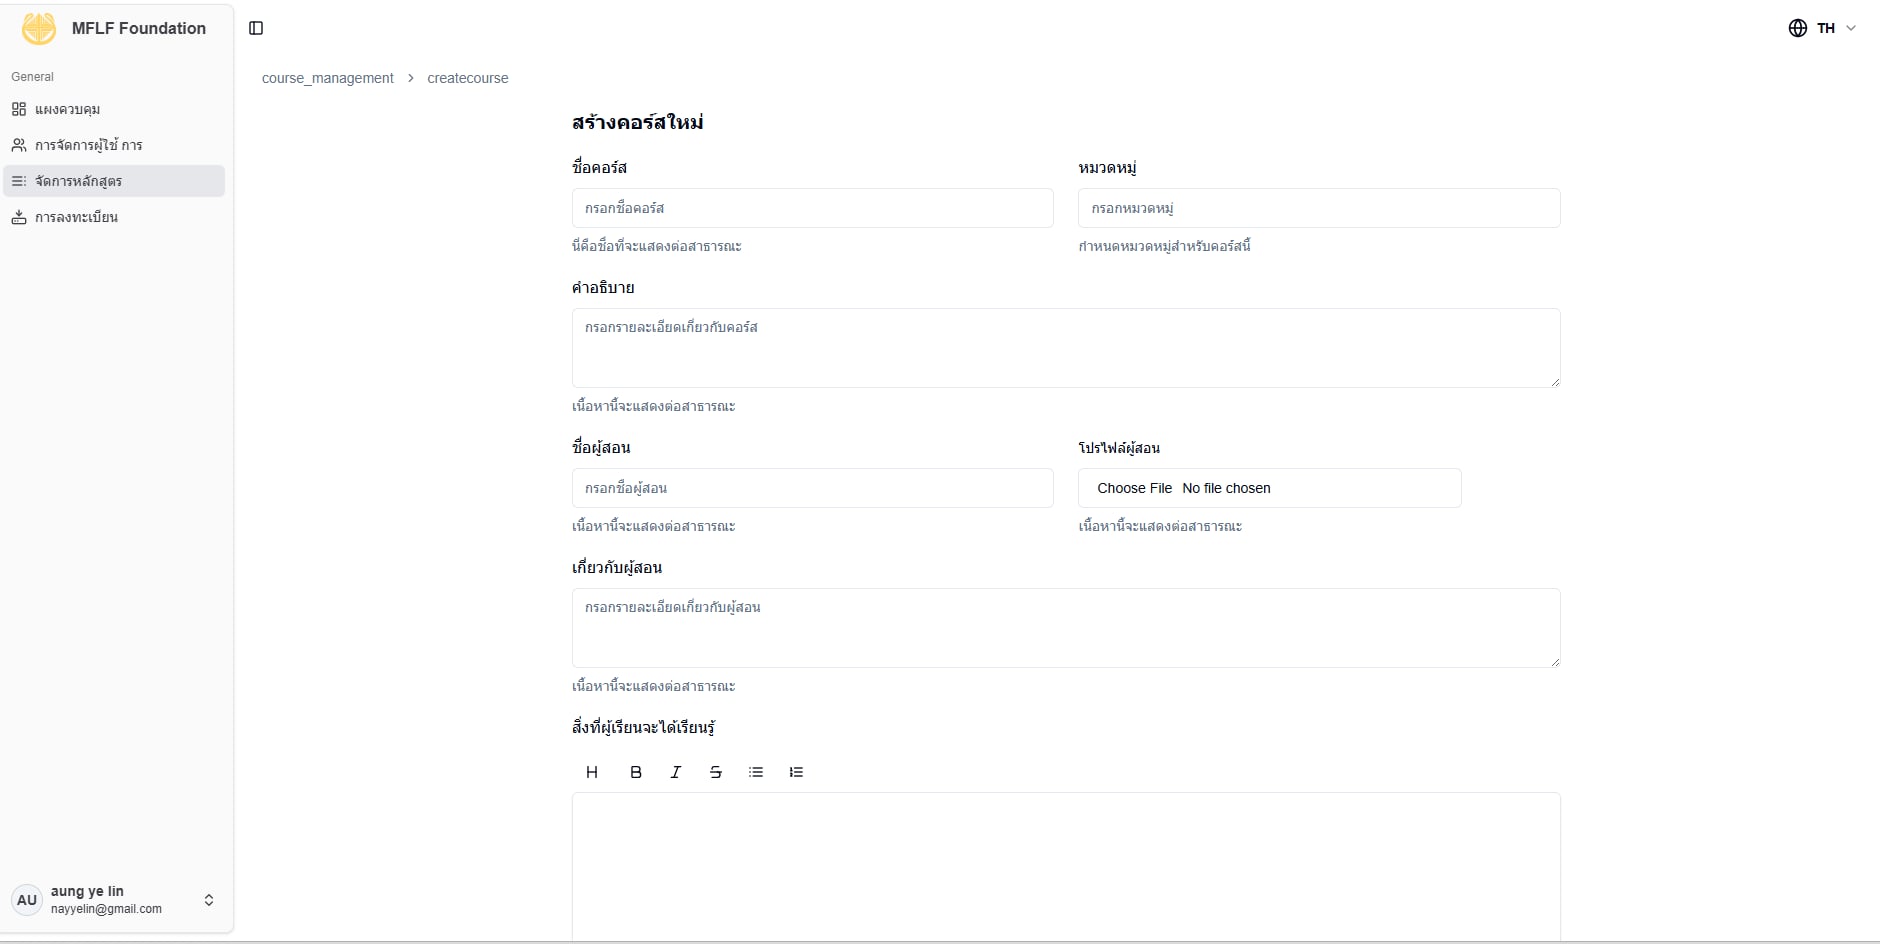 MFLF Foundation
TH
General
แผงควบคุม
การจัดการผู้ใช้ การ
จัดการหลักสูตร
การลงทะเบียน
course_management > createcourse
สร้างคอร์สใหม่
ชื่อคอร์ส
หมวดหมู่
กรอกชื่อคอร์ส
กรอกหมวดหมู่
นี่คือชื่อที่จะแสดงต่อสาธารณะ
กำหนดหมวดหมู่สำหรับคอร์สนี้
คำอธิบาย
กรอกรายละเอียดเกี่ยวกับคอร์ส
เนื้อหานี้จะแสดงต่อสาธารณะ
ชื่อผู้สอน
โปรไฟล์ผู้สอน
กรอกชื่อผู้สอน
Choose File No file chosen
เนื้อหานี้จะแสดงต่อสาธารณะ
เนื้อหานี้จะแสดงต่อสาธารณะ
เกี่ยวกับผู้สอน
กรอกรายละเอียดเกี่ยวกับผู้สอน
เนื้อหานี้จะแสดงต่อสาธารณะ
สิ่งที่ผู้เรียนจะได้เรียนรู้
H B I S
AU
aung ye lin
nayyelin@gmail.com